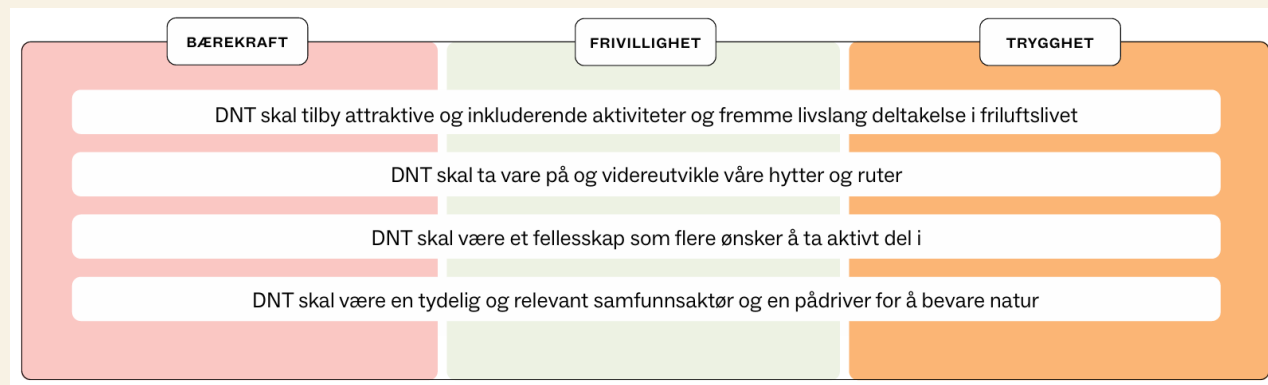 BÆREKRAFT
FRIVILLIGHET
TRYGGHET
DNT skal tilby attraktive og inkluderende aktiviteter og fremme livslang deltakelse i friluftslivet
DNT skal ta vare på og videreutvikle våre hytter og ruter
DNT skal være et fellesskap som flere ønsker å ta aktivt del i
DNT skal være en tydelig og relevant samfunnsaktør og en pådriver for å bevare natur